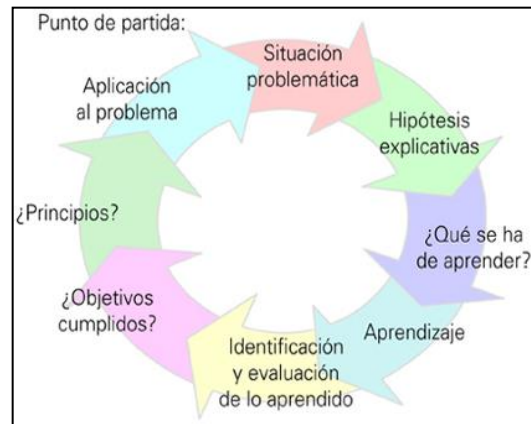 Punto de partida:
Situación
problemática
Hipótesis
explicativas
¿Qué se ha
de aprender?
Aprendizaje
Identificación
y evaluación
de lo aprendido
¿Objetivos
cumplidos?
¿Principios?
Aplicación
al problema